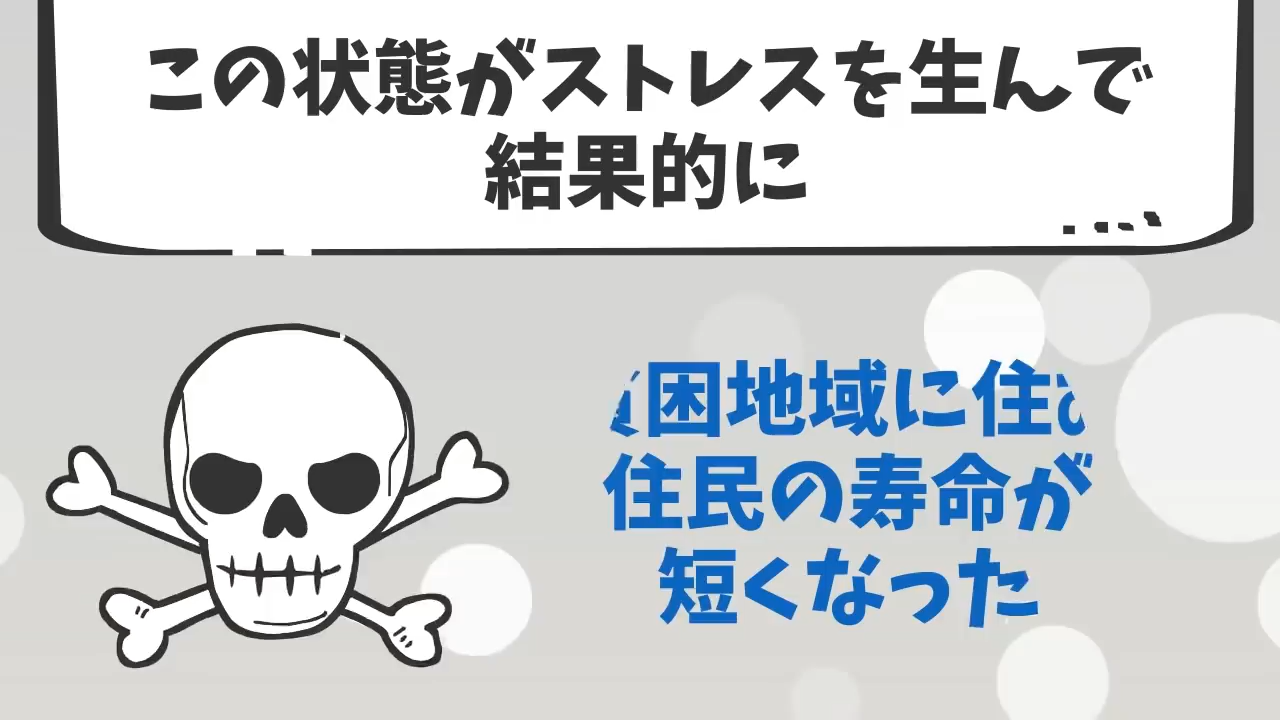 この状態がストレスを生んで
結果的に
困地域に住
住民の寿命が
短くなった